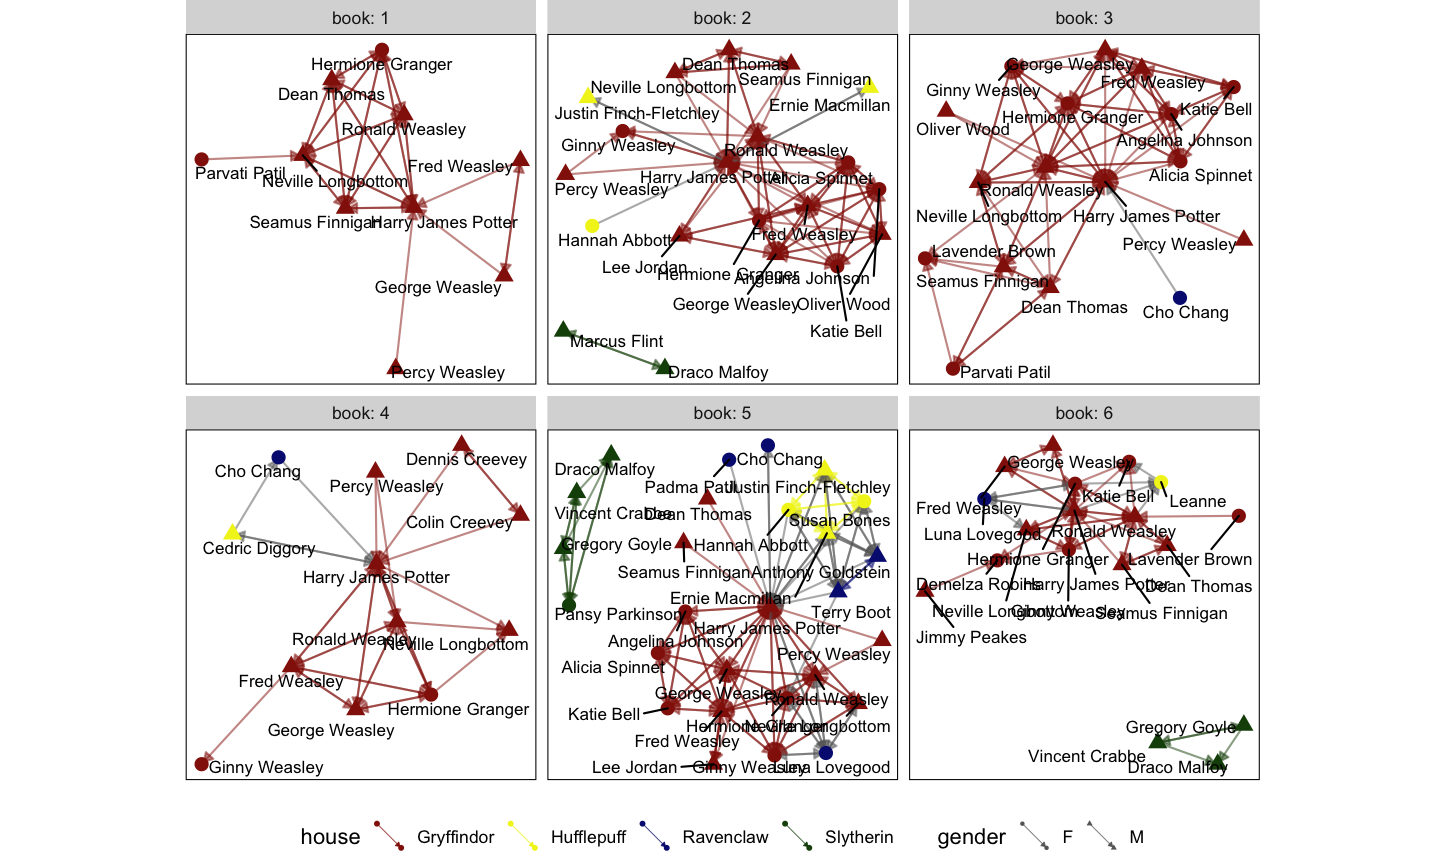 book: 1
book: 2
book: 3
Hermione Granger
Dean Thomas
Ronald Weasley
Fred Weasley
Parvati Patil
Neville Longbottom
Seamus Finnigan
Harry James Potter
George Weasley
Percy Weasley
Dean Thomas
Seamus Finnigan
Neville Longbottom
Ernie Macmillan
Justin Finch-Fletchley
Ginny Weasley
Ronald Weasley
Harry James Potter
Alicia Spinnet
Percy Weasley
Fred Weasley
Hannah Abbott
Lee Jordan
Hermione Granger
Angelina Johnson
George Weasley
Oliver Wood
Katie Bell
Marcus Flint
Draco Malfoy
George Weasley
Fred Weasley
Ginny Weasley
Katie Bell
Hermione Granger
Oliver Wood
Angelina Johnson
Alicia Spinnet
Ronald Weasley
Neville Longbottom
Harry James Potter
Percy Weasley
Lavender Brown
Seamus Finnigan
Dean Thomas
Cho Chang
Parvati Patil
book: 4
book: 5
book: 6
Dennis Creevey
Cho Chang
Percy Weasley
Colin Creevey
Cedric Diggory
Harry James Potter
Ronald Weasley
Neville Longbottom
Fred Weasley
Hermione Granger
George Weasley
Ginny Weasley
Cho Chang
Draco Malfoy
Padma Patil
Justin Finch-Fletchley
Vincent Crabbe
Dean Thomas
Susan Bones
Gregory Goyle
Hannah Abbott
Seamus Finnigan
Anthony Goldstein
Ernie Macmillan
Pansy Parkinson
Terry Boot
Harry James Potter
Angelina Johnson
Percy Weasley
Alicia Spinnet
George Weasley
Ronald Weasley
Katie Bell
Hermione Granger
Neville Longbottom
Fred Weasley
Lee Jordan
Ginny Weasley
Luna Lovegood
George Weasley
Katie Bell
Leanne
Fred Weasley
Luna Lovegood
Ronald Weasley
Hermione Granger
Lavender Brown
Demelza Robins
Harry James Potter
Dean Thomas
Neville Longbottom
Ginny Weasley
Seamus Finnigan
Jimmy Peakes
Gregory Goyle
Vincent Crabbe
Draco Malfoy
house
Gryffindor
Hufflepuff
Ravenclaw
Slytherin
gender
F
M